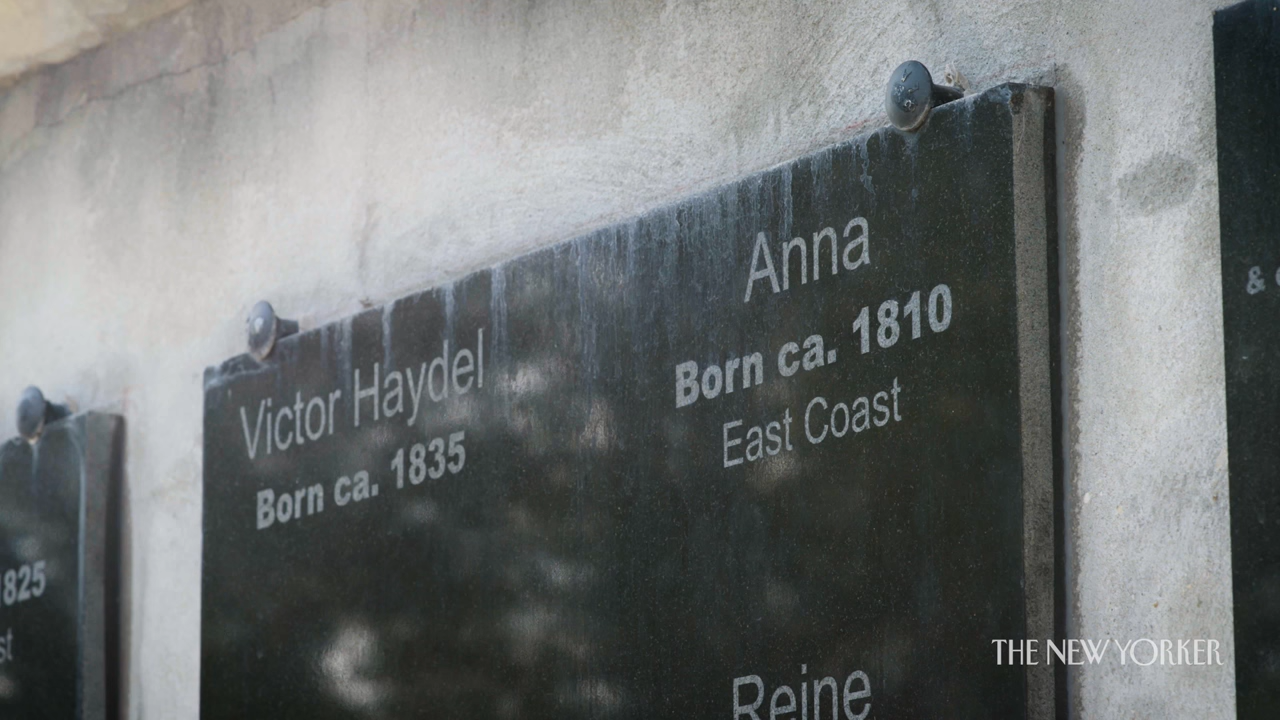 Victor Haydel
Born ca. 1835
Anna
Born ca. 1810
East Coast
Reine
1825
&
THE NEW YORKER